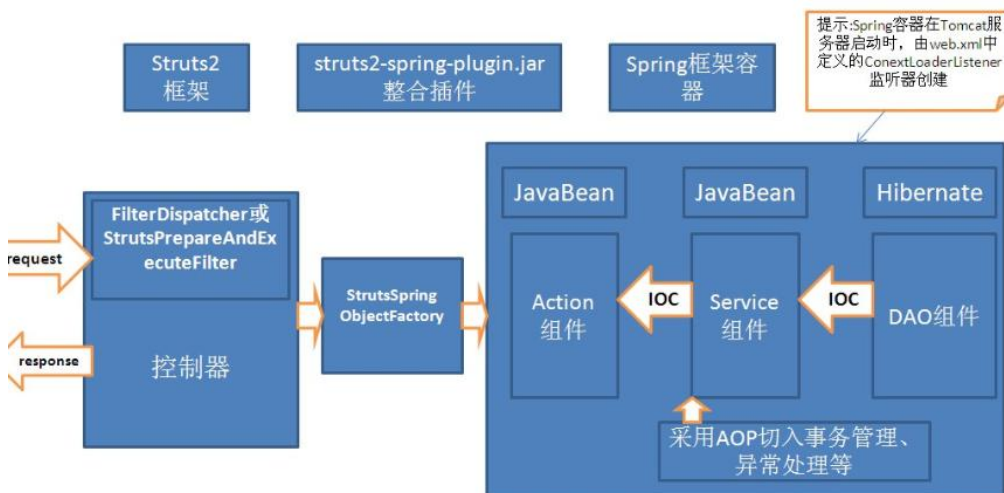 提示:Spring容器在Tomcat服
务器启动时，由web.xml中
定义的ConextLoaderListener
监听器创建
Struts2
框架
struts2-spring-plugin.jar
整合插件
Spring框架容
器
FilterDispatcher或
StrutsPrepareAndEx
ecuteFilter
request
response
控制器
StrutsSpring
ObjectFactory
JavaBean
JavaBean
Hibernate
Action
组件
IOC
Service
组件
IOC
DAO组件
采用AOP切入事务管理、
异常处理等